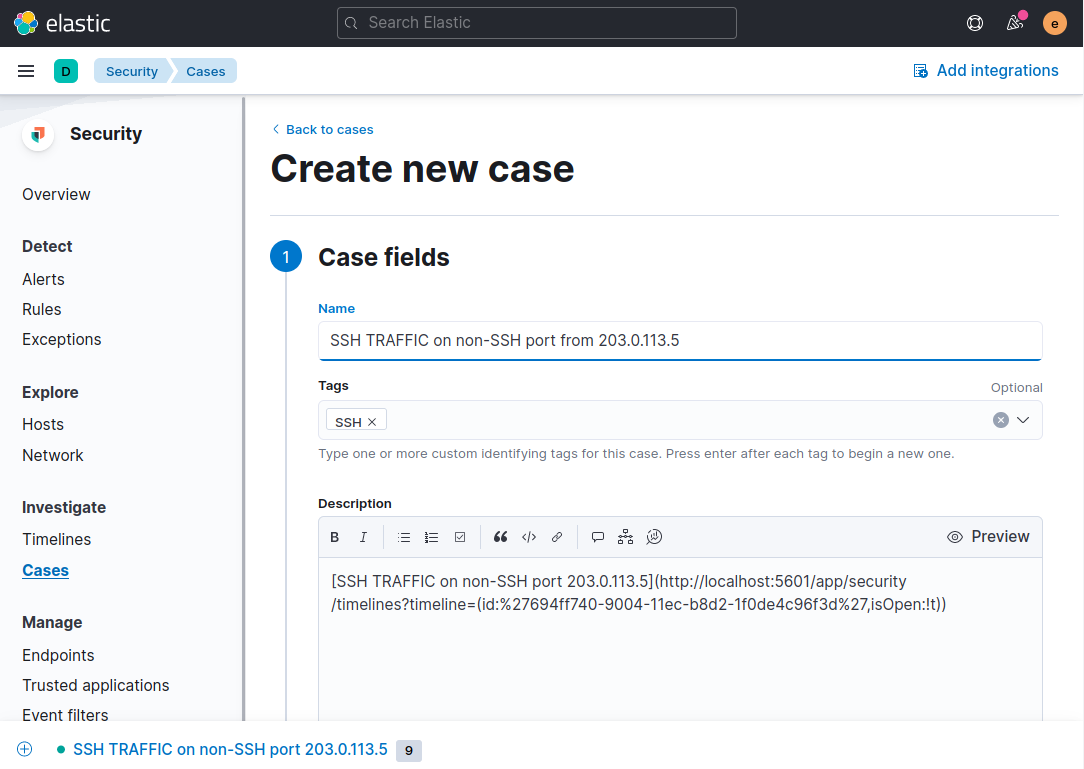 elastic
Search Elastic
e
D
Security
Cases
Add integrations
Security
Overview
Detect
Alerts
Rules
Exceptions
Explore
Hosts
Network
Investigate
Timelines
Cases
Manage
Endpoints
Trusted applications
Event filters
Back to cases
Create new case
1
Case fields
Name
SSH TRAFFIC on non-SSH port from 203.0.113.5
Tags
Optional
SSH
Type one or more custom identifying tags for this case. Press enter after each tag to begin a new one.
Description
B I
Preview
[SSH TRAFFIC on non-SSH port 203.0.113.5](http://localhost:5601/app/security
/timelines?timeline=(id:%27694ff740-9004-11ec-b8d2-1f0de4c96f3d%27,isOpen:!t))
SSH TRAFFIC on non-SSH port 203.0.113.5
9